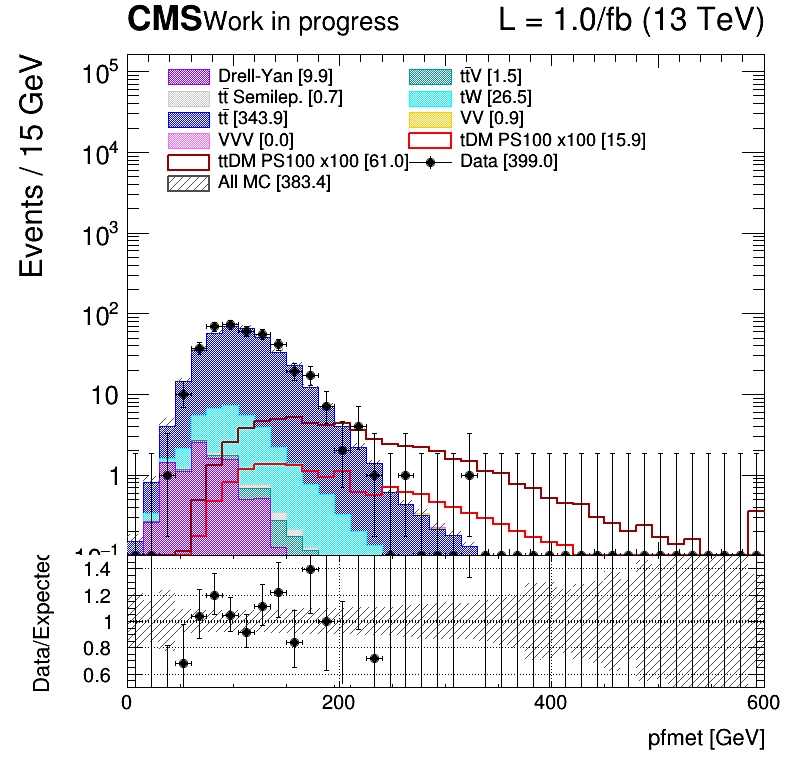 CMS Work in progress L = 1.0/fb (13 TeV)
Events / 15 GeV
10⁵
10⁴
10³
10²
10
1
10⁻¹
Drell-Yan [9.9]
tt̄ Semilep. [0.7]
tt̄ [343.9]
VVV [0.0]
ttDM PS100 x100 [61.0]
All MC [383.4]
tt̄V [1.5]
tW [26.5]
VV [0.9]
tDM PS100 x100 [15.9]
Data [399.0]
Data/Expected
1.4
1.2
1
0.8
0.6
0 200 400 600
pfmet [GeV]